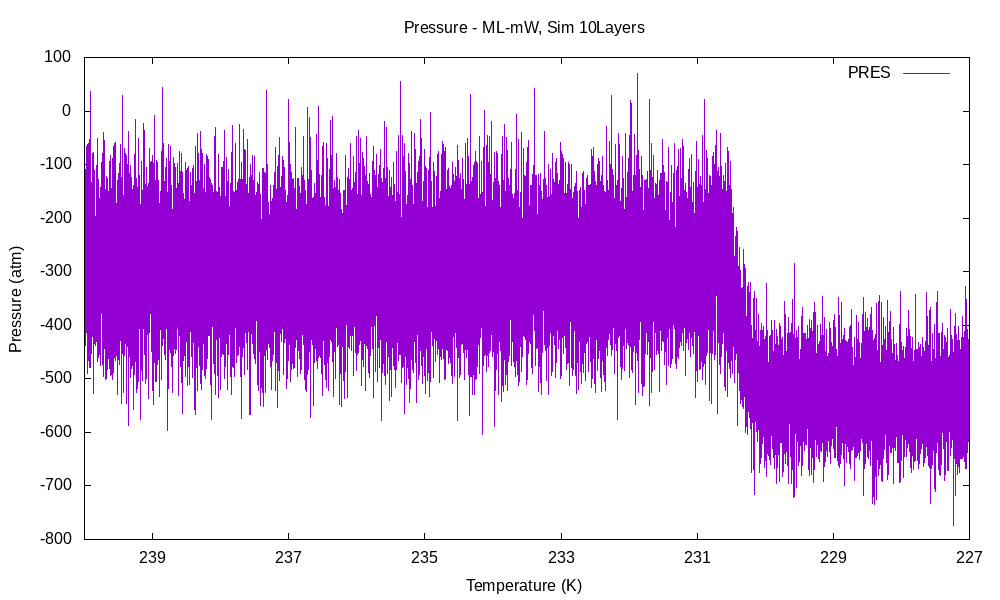 Pressure - ML-mW, Sim 10Layers
PRES
100
0
-100
-200
-300
-400
-500
-600
-700
-800
Pressure (atm)
239 237 235 233 231 229 227
Temperature (K)